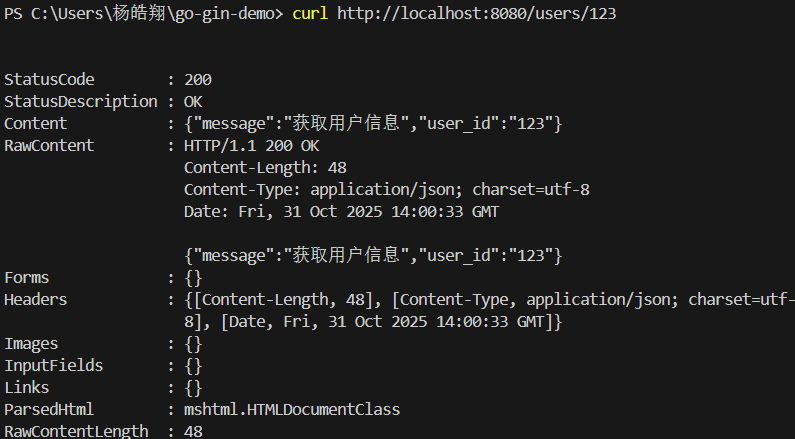 PS C:\Users\杨皓翔\go-gin-demo> curl http://localhost:8080/users/123
StatusCode        : 200
StatusDescription : OK
Content           : {"message":"获取用户信息","user_id":"123"}
RawContent        : HTTP/1.1 200 OK
                    Content-Length: 48
                    Content-Type: application/json; charset=utf-8
                    Date: Fri, 31 Oct 2025 14:00:33 GMT
                    {"message":"获取用户信息","user_id":"123"}
Forms             : {}
Headers           : {[Content-Length, 48], [Content-Type, application/json; charset=utf-
                    8], [Date, Fri, 31 Oct 2025 14:00:33 GMT]}
Images            : {}
InputFields       : {}
Links             : {}
ParsedHtml        : mshtml.HTMLDocumentClass
RawContentLength  : 48